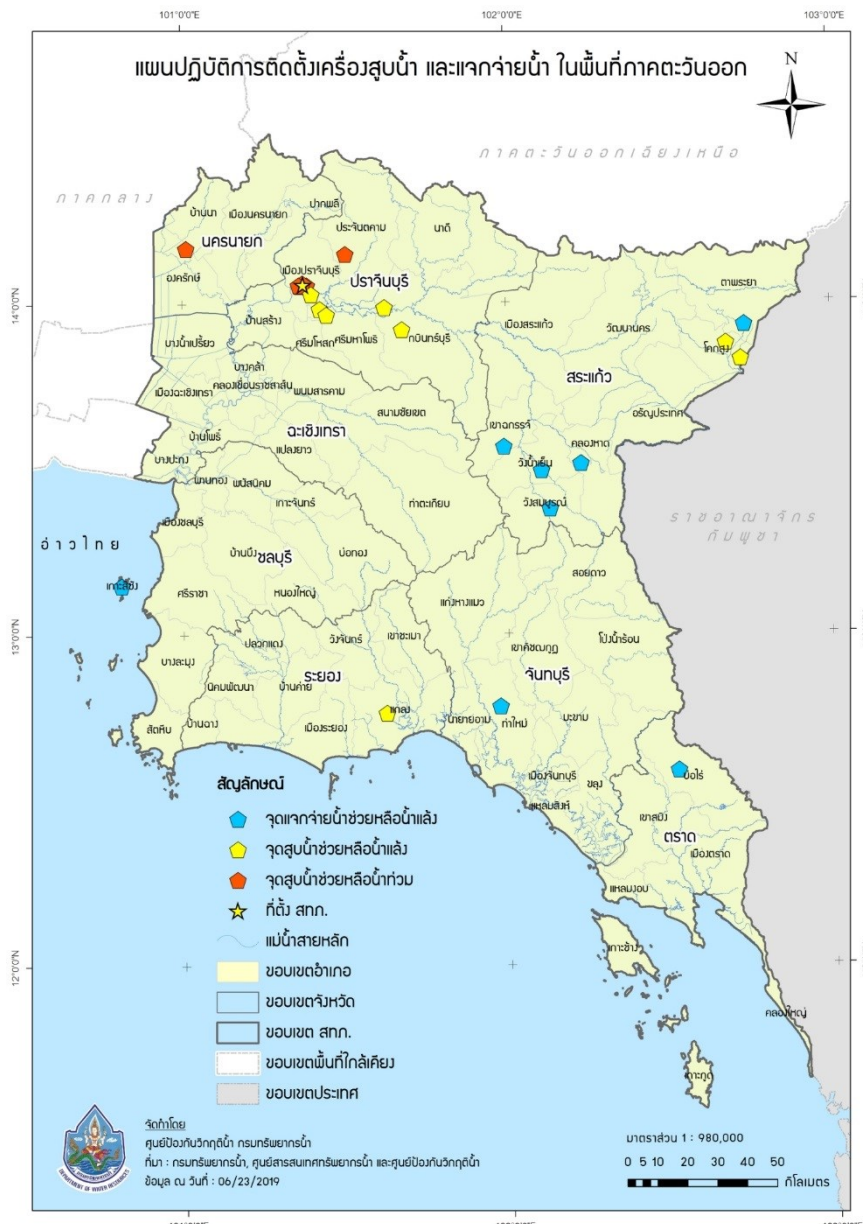 101°0'0"E 102°0'0"E 103°0'0"E
แผนปฏิบัติการติดตั้งเครื่องสูบน้ำ และแจกจ่ายน้ำ ในพื้นที่ภาคตะวันออก
N
ภาคตะวันออกเฉียงเหนือ
ภาคกลาง
บ้านนา
เมืองนครนายก
ปากพลี
ประจันตคาม
นาดี
นครนายก
องครักษ์
เมืองปราจีนบุรี
ปราจีนบุรี
ตาพระยา
14°0'0"N
14°0'0"N
บ้านสร้าง
ศรีมโหสถ
ศรีมหาโพธิ
กบินทร์บุรี
เมืองสระแก้ว
วัฒนานคร
โคกสูง
บางน้ำเปรี้ยว
บางคล้า
คลองเขื่อน
ราชสาส์น
พนมสารคาม
เมืองฉะเชิงเทรา
สนามชัยเขต
สระแก้ว
อรัญประเทศ
ฉะเชิงเทรา
เขาฉกรรจ์
คลองหาด
บ้านโพธิ์
แปลงยาว
บางปะกง
วังน้ำเย็น
พานทอง
พนัสนิคม
เกาะจันทร์
ท่าตะเกียบ
วังสมบูรณ์
เมืองชลบุรี
ราชอาณาจักร
กัมพูชา
อ่าวไทย
บ้านบึง
ชลบุรี
บ่อทอง
สอยดาว
เกาะสีชัง
ศรีราชา
หนองใหญ่
แก่งหางแมว
13°0'0"N
13°0'0"N
ปลวกแดง
วังจันทร์
เขาชะเมา
เขาคิชฌกูฏ
โป่งน้ำร้อน
บางละมุง
ระยอง
จันทบุรี
นิคมพัฒนา
บ้านค่าย
แกลง
สัตหีบ
บ้านฉาง
เมืองระยอง
นายายอาม
ท่าใหม่
มะขาม
เมืองจันทบุรี
ขลุง
บ่อไร่
แหลมสิงห์
เขาสมิง
ตราด
เมืองตราด
แหลมงอบ
เกาะช้าง
คลองใหญ่
เกาะกูด
12°0'0"N
12°0'0"N
สัญลักษณ์
จุดแจกจ่ายน้ำช่วยเหลือน้ำแล้ง
จุดสูบน้ำช่วยเหลือน้ำแล้ง
จุดสูบน้ำช่วยเหลือน้ำท่วม
ที่ตั้ง สทภ.
แม่น้ำสายหลัก
ขอบเขตอำเภอ
ขอบเขตจังหวัด
ขอบเขต สทภ.
ขอบเขตพื้นที่ใกล้เคียง
ขอบเขตประเทศ
DEPARTMENT OF WATER RESOURCES
จัดทำโดย
ศูนย์ป้องกันวิกฤติน้ำ กรมทรัพยากรน้ำ
ที่มา : กรมทรัพยากรน้ำ, ศูนย์สารสนเทศทรัพยากรน้ำ และศูนย์ป้องกันวิกฤติน้ำ
ข้อมูล ณ วันที่ : 06/23/2019
มาตราส่วน 1 : 980,000
0 5 10 20 30 40 50
กิโลเมตร